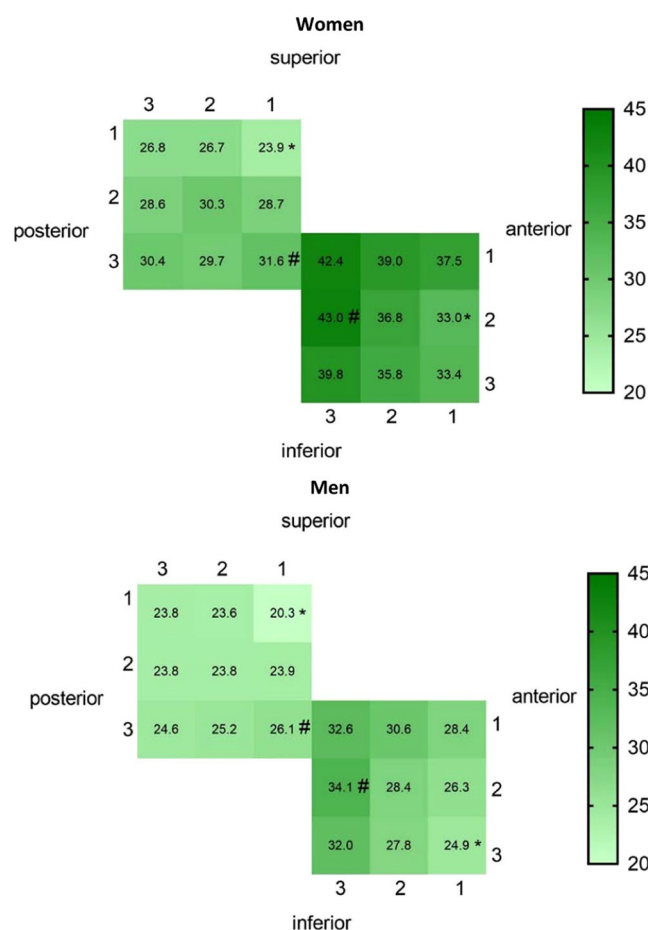 Women
superior
3 2 1
45
1 26.8 26.7 23.9 *
40
2 28.6 30.3 28.7
35
posterior
anterior
3 30.4 29.7 31.6 # 42.4 39.0 37.5 1
30
43.0 # 36.8 33.0 * 2
25
39.8 35.8 33.4 3
20
3 2 1
inferior
Men
superior
3 2 1
45
1 23.8 23.6 20.3 *
40
2 23.8 23.8 23.9
35
posterior
anterior
3 24.6 25.2 26.1 # 32.6 30.6 28.4 1
30
34.1 # 28.4 26.3 2
25
32.0 27.8 24.9 * 3
20
3 2 1
inferior